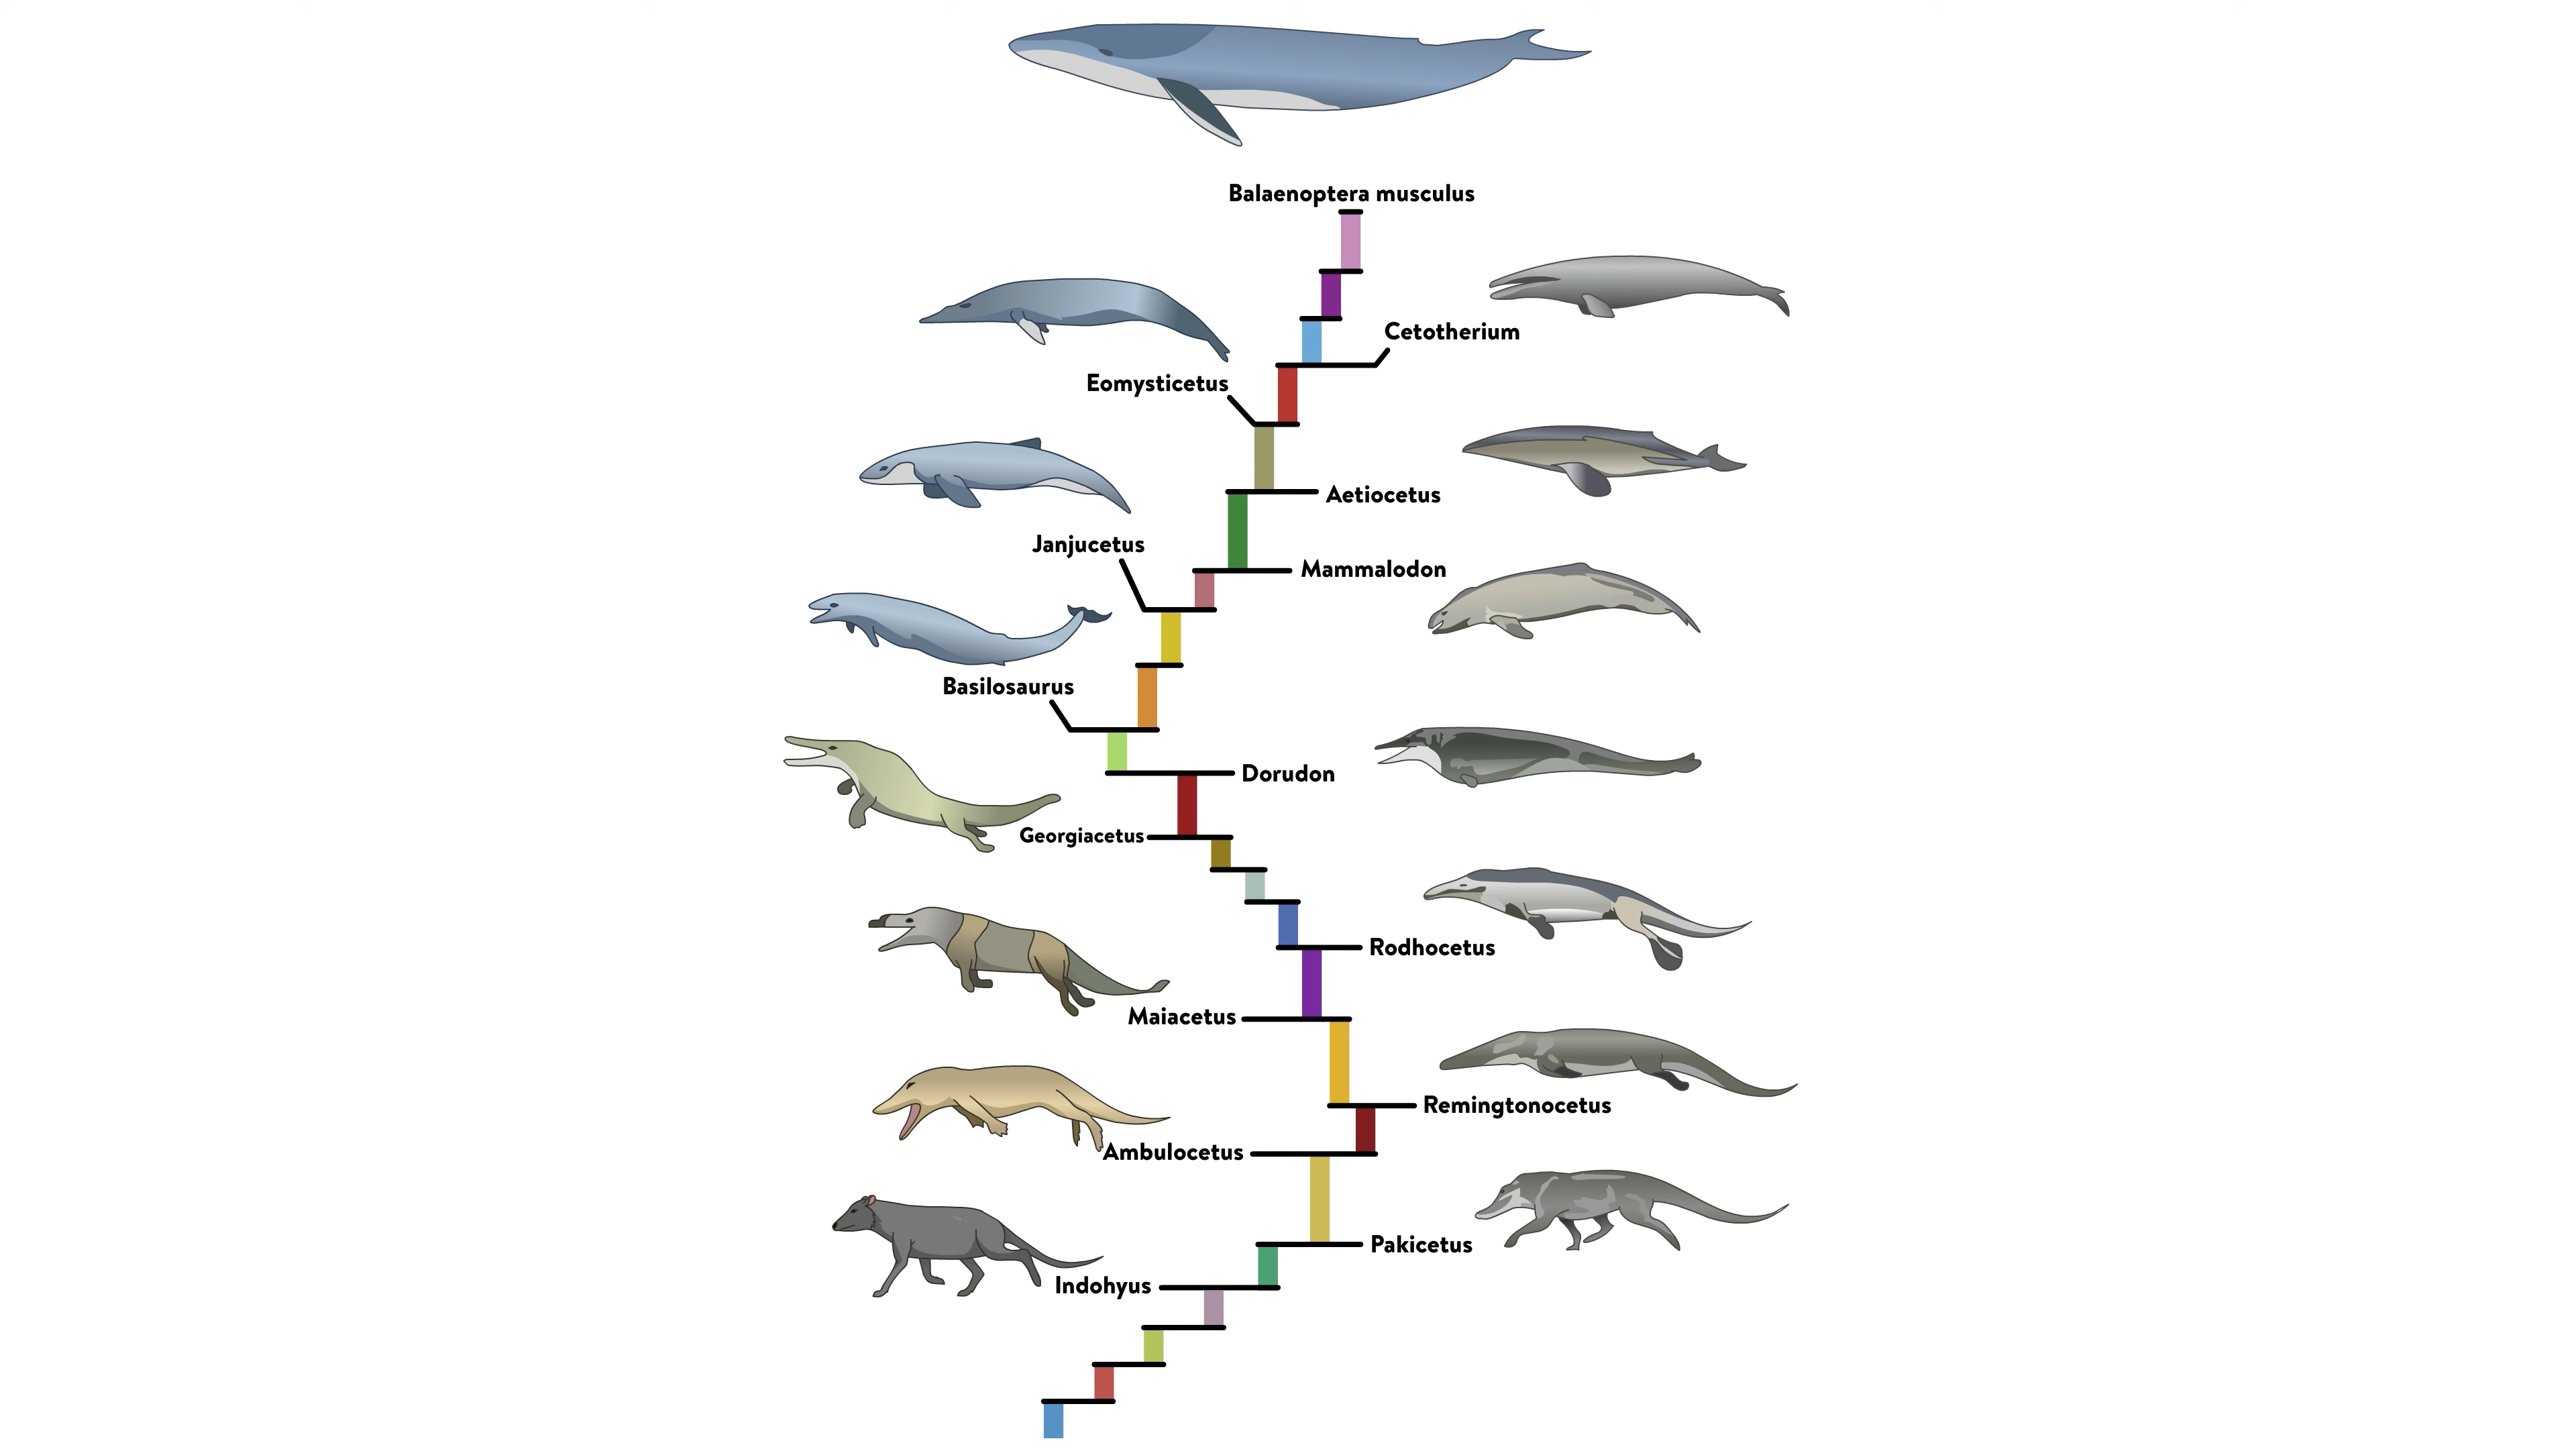 Balaenoptera musculus
Cetotherium
Eomysticetus
Aetiocetus
Janjucetus
Mammalodon
Basilosaurus
Dorudon
Georgiacetus
Rodhocetus
Maiacetus
Remingtonocetus
Ambulocetus
Pakicetus
Indohyus